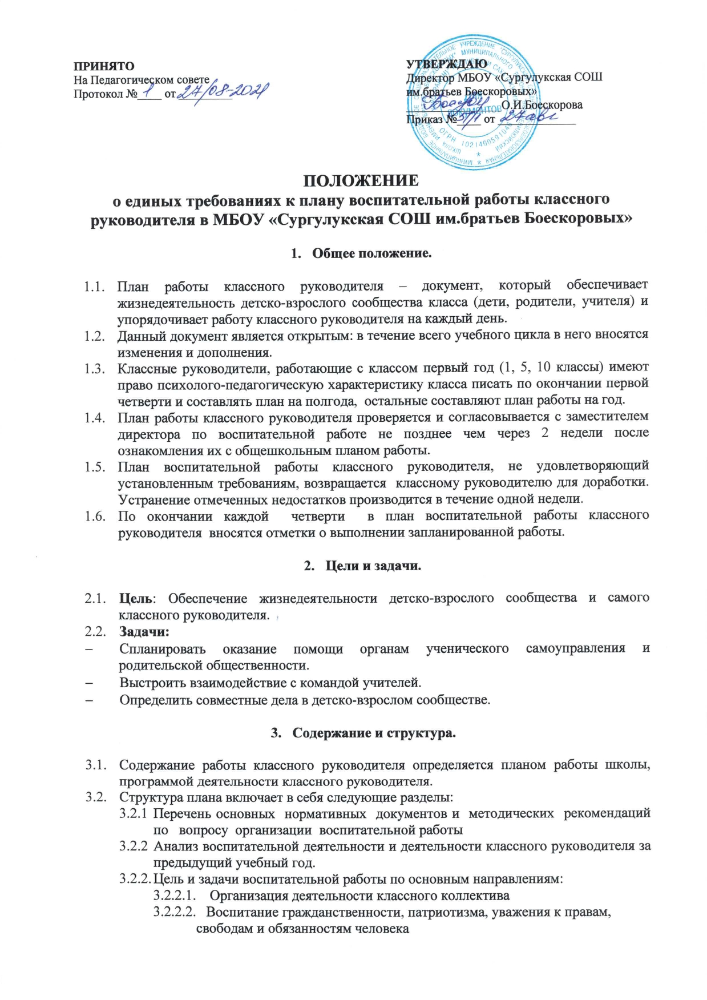 ПРИНЯТО
На Педагогическом совете
Протокол № 1 от 27/08-2021
УТВЕРЖДАЮ
Директор МБОУ «Сургулукская СОШ
им.братьев Боескоровых»
О.И.Боескорова
Приказ № 31/1 от 27 авг
ДЛЯ
ДОКУМЕНТОВ
ОГРН 1021400591046
ПОЛОЖЕНИЕ
о единых требованиях к плану воспитательной работы классного
руководителя в МБОУ «Сургулукская СОШ им.братьев Боескоровых»
1. Общее положение.
1.1. План работы классного руководителя – документ, который обеспечивает
жизнедеятельность детско-взрослого сообщества класса (дети, родители, учителя) и
упорядочивает работу классного руководителя на каждый день.
1.2. Данный документ является открытым: в течение всего учебного цикла в него вносятся
изменения и дополнения.
1.3. Классные руководители, работающие с классом первый год (1, 5, 10 классы) имеют
право психолого-педагогическую характеристику класса писать по окончании первой
четверти и составлять план на полгода, остальные составляют план работы на год.
1.4. План работы классного руководителя проверяется и согласовывается с заместителем
директора по воспитательной работе не позднее чем через 2 недели после
ознакомления их с общешкольным планом работы.
1.5. План воспитательной работы классного руководителя, не удовлетворяющий
установленным требованиям, возвращается классному руководителю для доработки.
Устранение отмеченных недостатков производится в течение одной недели.
1.6. По окончании каждой четверти в план воспитательной работы классного
руководителя вносятся отметки о выполнении запланированной работы.
2. Цели и задачи.
2.1. Цель: Обеспечение жизнедеятельности детско-взрослого сообщества и самого
классного руководителя.
2.2. Задачи:
– Спланировать оказание помощи органам ученического самоуправления и
родительской общественности.
– Выстроить взаимодействие с командой учителей.
– Определить совместные дела в детско-взрослом сообществе.
3. Содержание и структура.
3.1. Содержание работы классного руководителя определяется планом работы школы,
программой деятельности классного руководителя.
3.2. Структура плана включает в себя следующие разделы:
3.2.1 Перечень основных нормативных документов и методических рекомендаций
по вопросу организации воспитательной работы
3.2.2 Анализ воспитательной деятельности и деятельности классного руководителя за
предыдущий учебный год.
3.2.2. Цель и задачи воспитательной работы по основным направлениям:
3.2.2.1. Организация деятельности классного коллектива
3.2.2.2. Воспитание гражданственности, патриотизма, уважения к правам,
свободам и обязанностям человека